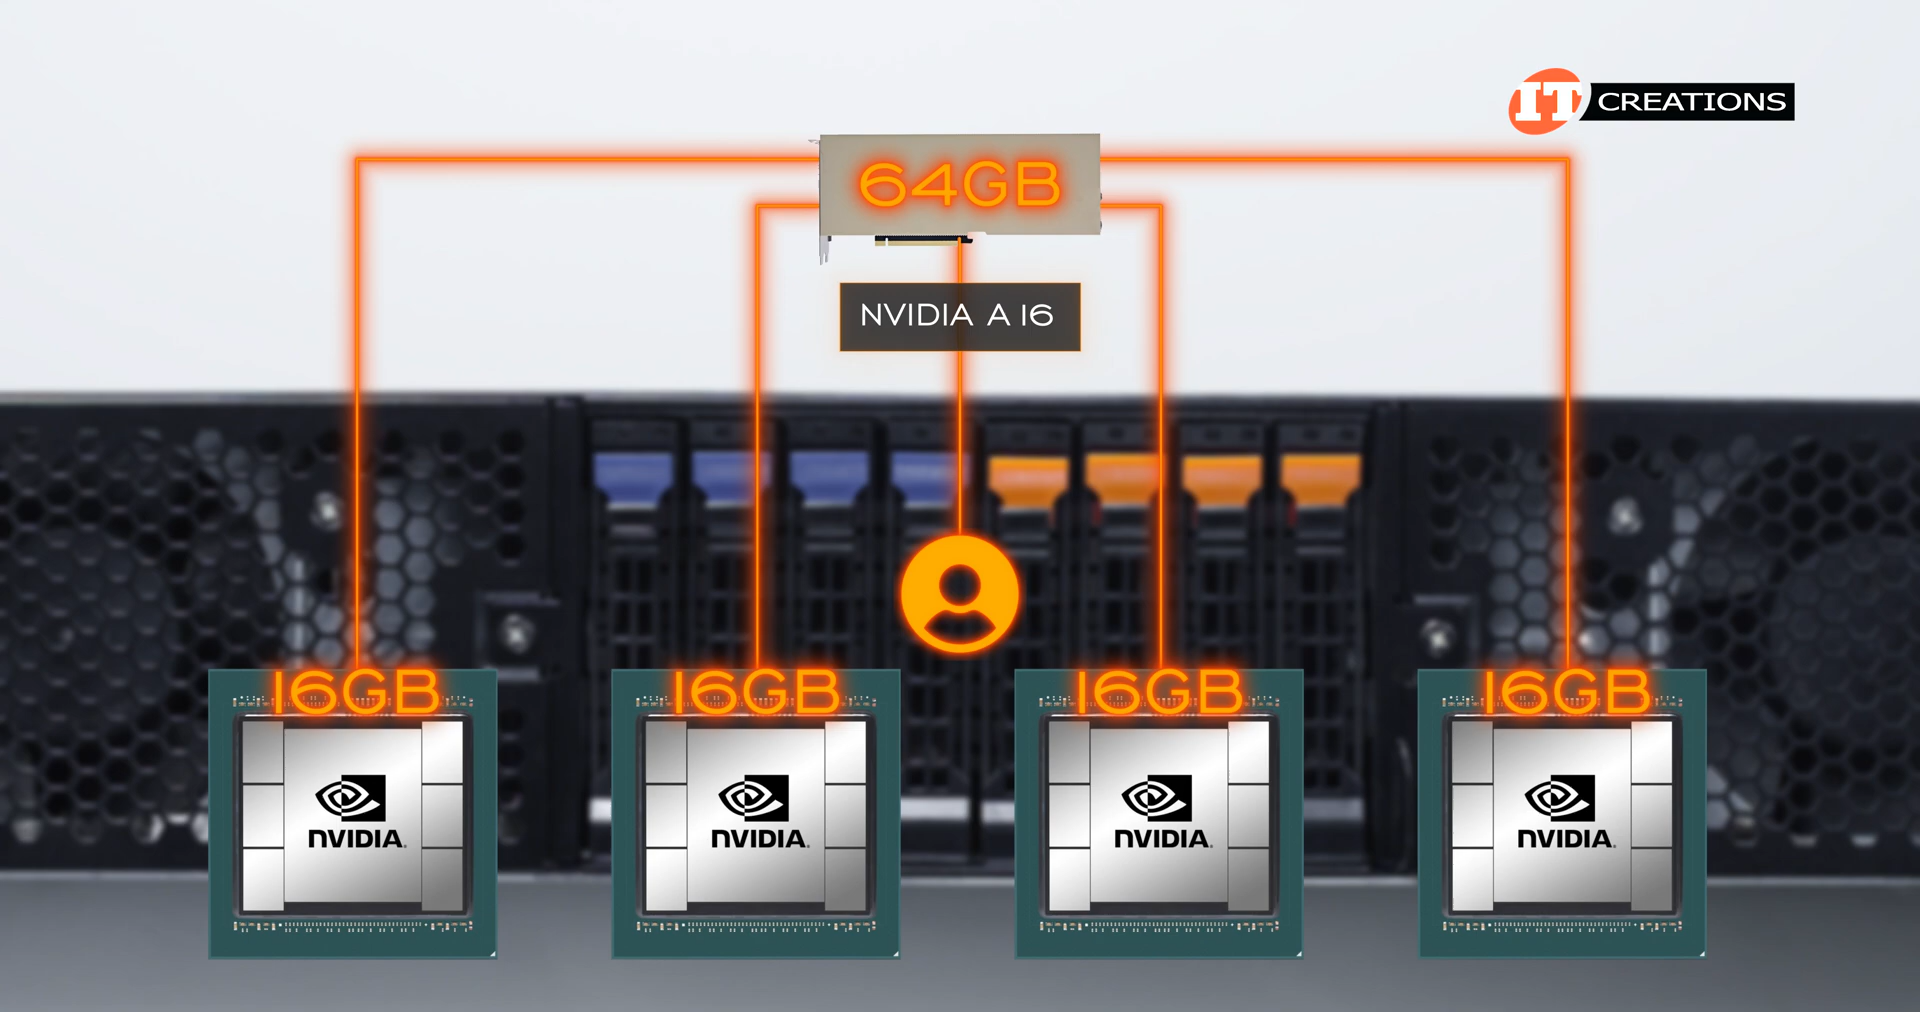 IT CREATIONS
64GB
NVIDIA A16
16GB
16GB
16GB
16GB
NVIDIA.
NVIDIA.
NVIDIA.
NVIDIA.